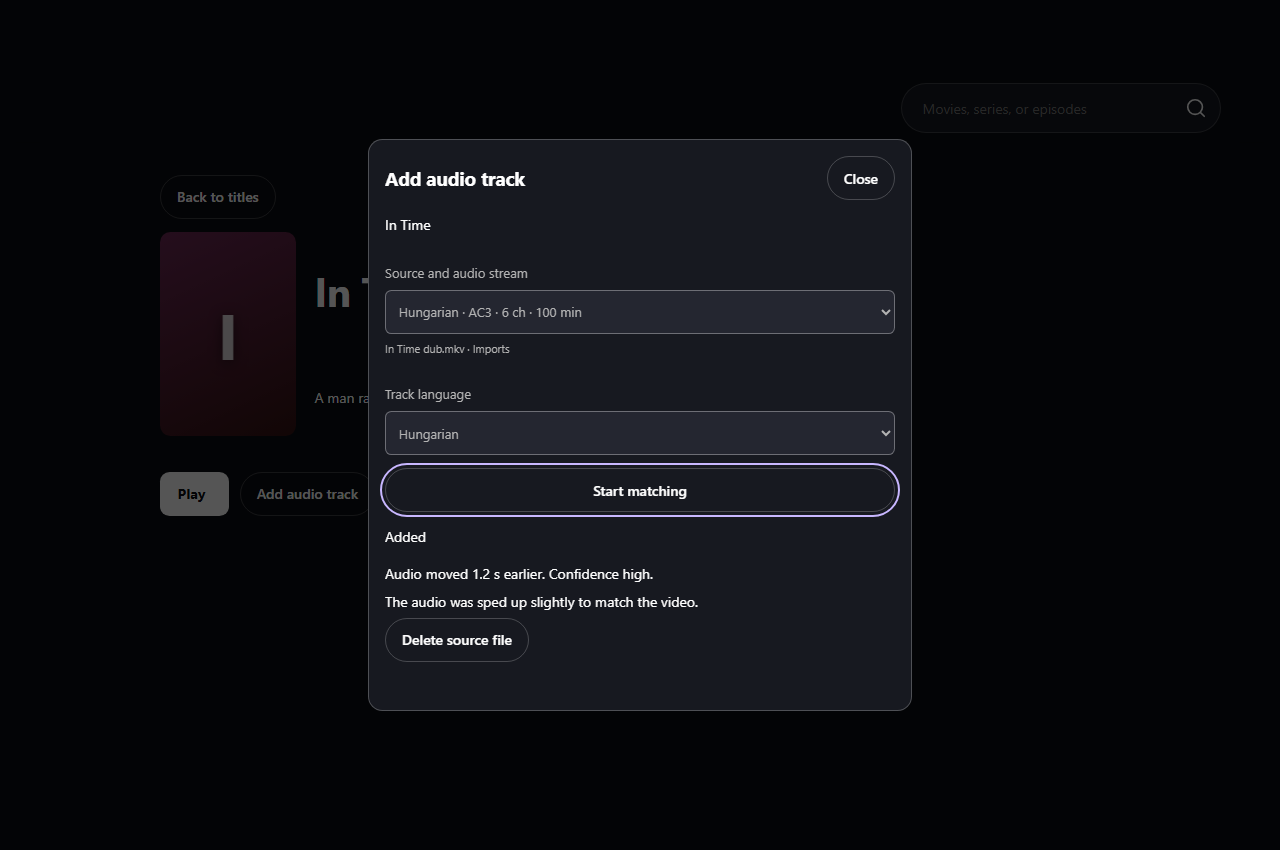 Movies, series, or episodes
Add audio track
Close
Back to titles
In Time
I
In
Source and audio stream
Hungarian · AC3 · 6 ch · 100 min
In Time dub.mkv · Imports
A man
Track language
Hungarian
Play
Add audio track
Start matching
Added
Audio moved 1.2 s earlier. Confidence high.
The audio was sped up slightly to match the video.
Delete source file